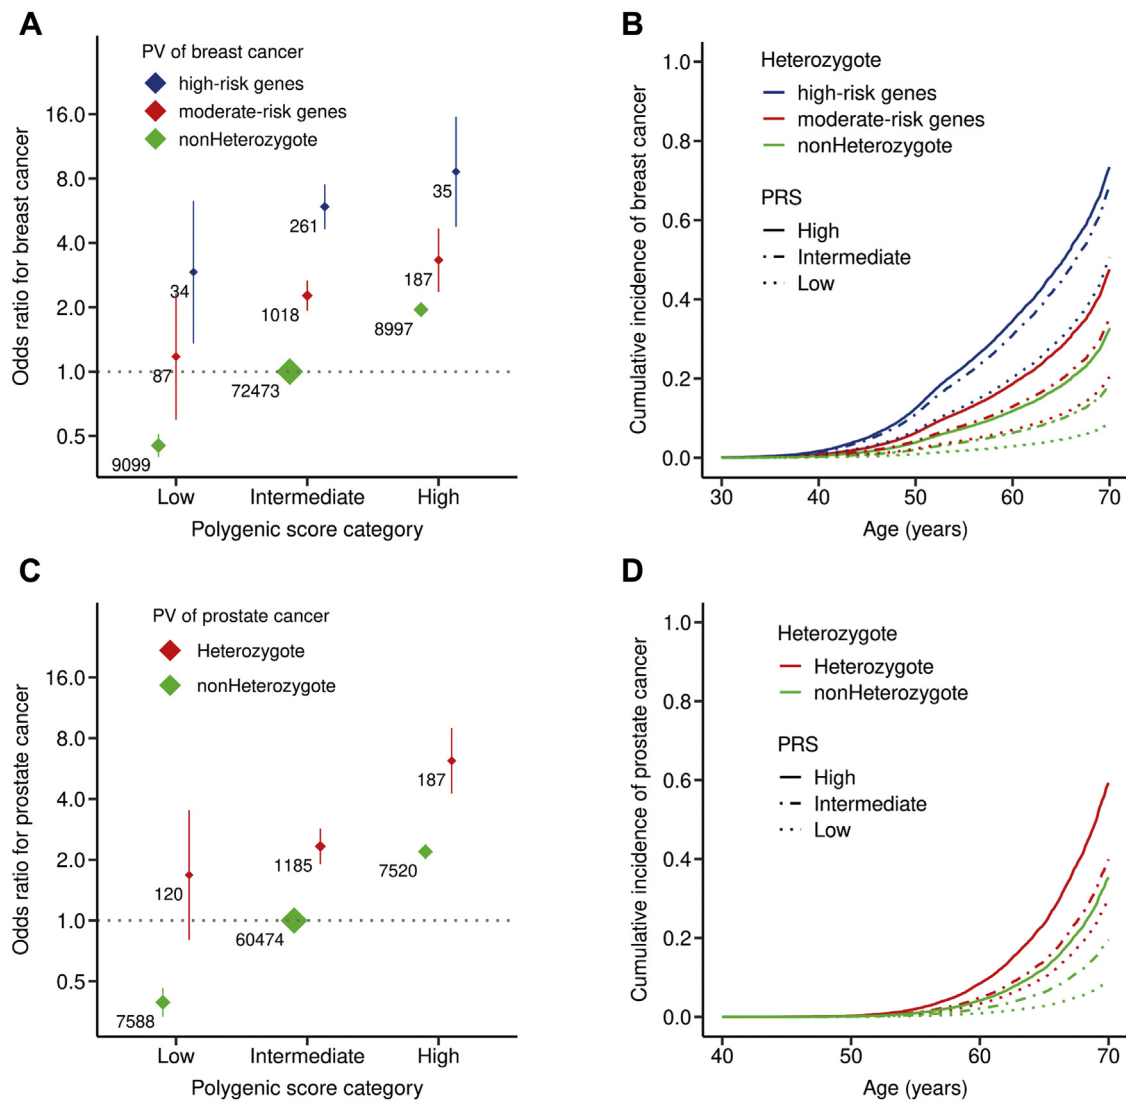 A
PV of breast cancer
high-risk genes
moderate-risk genes
nonHeterozygote
Odds ratio for breast cancer
16.0
8.0
4.0
2.0
1.0
0.5
9099
87
34
72473
1018
261
8997
187
35
Low
Intermediate
High
Polygenic score category
B
Heterozygote
high-risk genes
moderate-risk genes
nonHeterozygote
PRS
High
Intermediate
Low
Cumulative incidence of breast cancer
1.0
0.8
0.6
0.4
0.2
0.0
30
40
50
60
70
Age (years)
C
PV of prostate cancer
Heterozygote
nonHeterozygote
Odds ratio for prostate cancer
16.0
8.0
4.0
2.0
1.0
0.5
7588
120
60474
1185
7520
187
Low
Intermediate
High
Polygenic score category
D
Heterozygote
Heterozygote
nonHeterozygote
PRS
High
Intermediate
Low
Cumulative incidence of prostate cancer
1.0
0.8
0.6
0.4
0.2
0.0
40
50
60
70
Age (years)